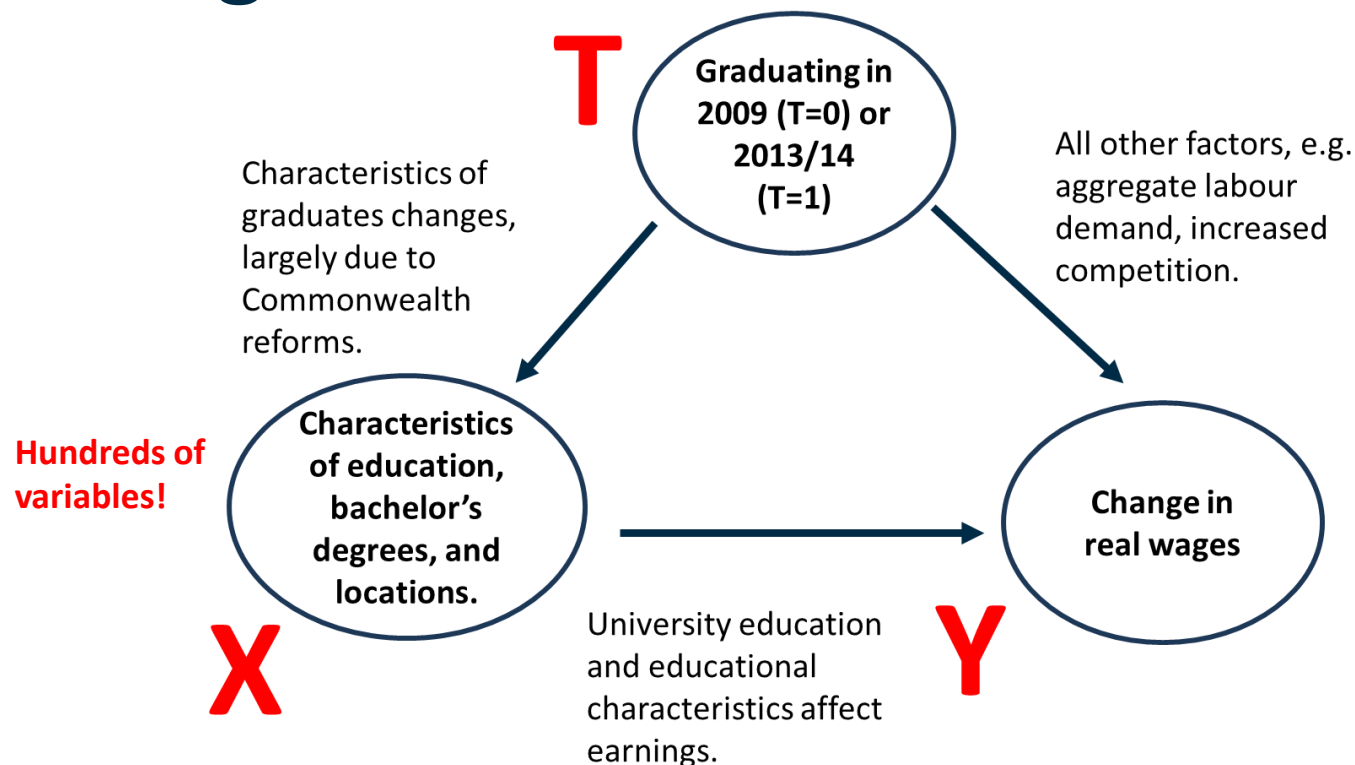 T
Graduating in
2009 (T=0) or
2013/14
(T=1)
Characteristics of
graduates changes,
largely due to
Commonwealth
reforms.
All other factors, e.g.
aggregate labour
demand, increased
competition.
Hundreds of
variables!
Characteristics
of education,
bachelor’s
degrees, and
locations.
X
University education
and educational
characteristics affect
earnings.
Y
Change in
real wages